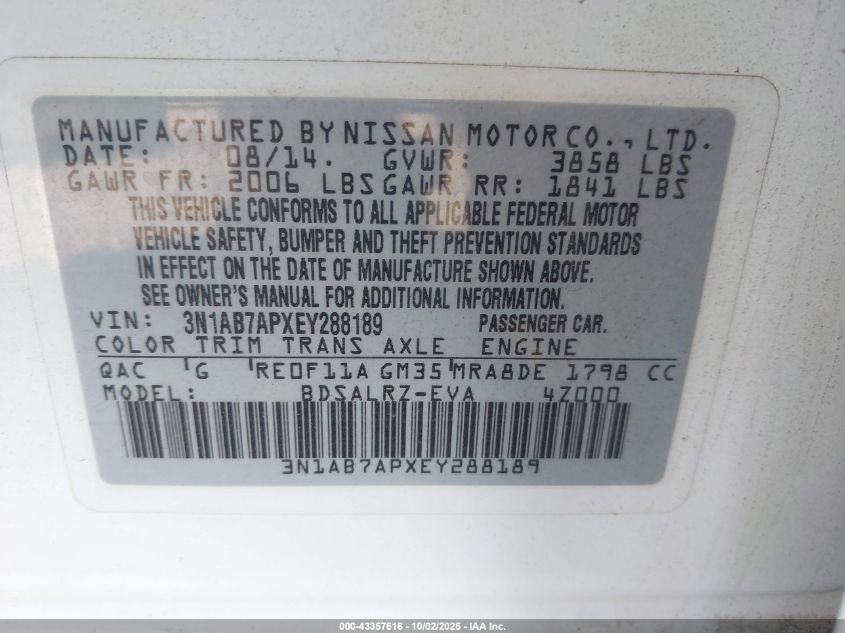 MANUFACTURED BY NISSAN MOTOR CO., LTD.
DATE: 08/14. GVWR: 3858 LBS
GAWR FR: 2006 LBS GAWR RR: 1841 LBS
THIS VEHICLE CONFORMS TO ALL APPLICABLE FEDERAL MOTOR
VEHICLE SAFETY, BUMPER AND THEFT PREVENTION STANDARDS
IN EFFECT ON THE DATE OF MANUFACTURE SHOWN ABOVE.
SEE OWNER'S MANUAL FOR ADDITIONAL INFORMATION.
VIN: 3N1AB7APXEY288189 PASSENGER CAR.
COLOR TRIM TRANS AXLE ENGINE
QAC G RE0F11A GM35 MRA8DE 1798 CC
MODEL: BDSALRZ-EVA 4Z000
3N1AB7APXEY288189
000-43357616 - 10/02/2025 - IAA Inc.